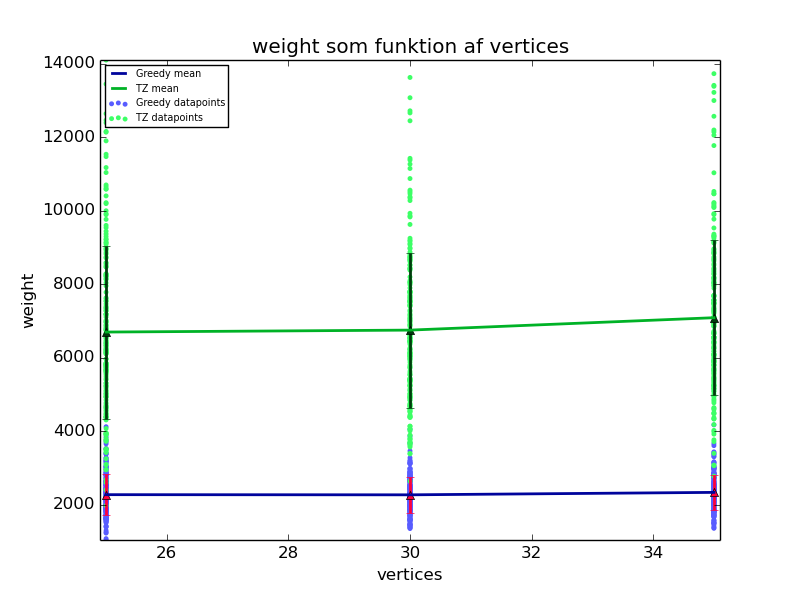 weight som funktion af vertices
14000
12000
10000
8000
6000
4000
2000
weight
Greedy mean
TZ mean
Greedy datapoints
TZ datapoints
26 28 30 32 34
vertices